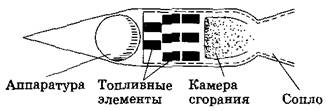 Аппаратура
Топливные
элементы
Камера
сгорания
Сопло